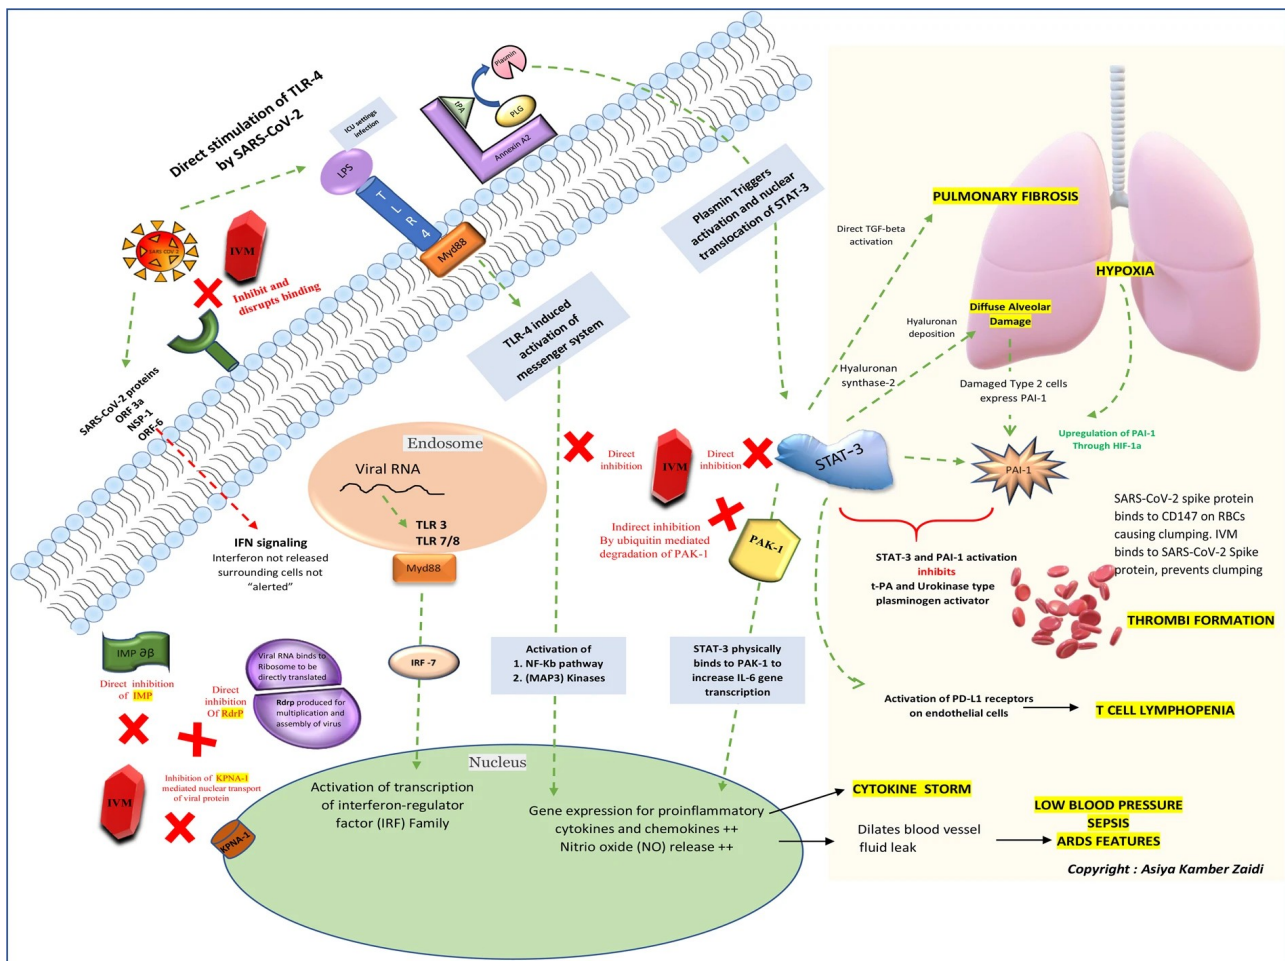 Direct stimulation of TLR-4
by SARS-CoV-2
ICU settings
infection
LPS
TLR4
Myd88
tPA
PLG
Plasmin
Annexin A2
SARS COV 2
IVM
Inhibit and
disrupts binding
SARS-CoV-2 proteins
ORF 3a
NSP-1
ORF-6
IFN signaling
Interferon not released
surrounding cells not
“alerted”
TLR-4 induced
activation of
messenger system
Plasmin Triggers
activation and nuclear
translocation of STAT-3
Endosome
Viral RNA
TLR 3
TLR 7/8
Myd88
IRF -7
Direct
inhibition
IVM
Direct
inhibition
STAT-3
Indirect inhibition
By ubiquitin mediated
degradation of PAK-1
PAK-1
Activation of
1. NF-Kb pathway
2. (MAP3) Kinases
STAT-3 physically
binds to PAK-1 to
increase IL-6 gene
transcription
IMP ∂β
Direct inhibition
of IMP
Direct
inhibition
Of RdrP
Viral RNA binds to
Ribosome to be
directly translated
Rdrp produced for
multiplication and
assembly of virus
IVM
Inhibition of KPNA-1
mediated nuclear transport
of viral protein
KPNA-1
Nucleus
Activation of transcription
of interferon-regulator
factor (IRF) Family
Gene expression for proinflammatory
cytokines and chemokines ++
Nitrio oxide (NO) release ++
PULMONARY FIBROSIS
Direct TGF-beta
activation
HYPOXIA
Diffuse Alveolar
Damage
Hyaluronan
deposition
Hyaluronan
synthase-2
Damaged Type 2 cells
express PAI-1
Upregulation of PAI-1
Through HIF-1a
PAI-1
SARS-CoV-2 spike protein
binds to CD147 on RBCs
causing clumping. IVM
binds to SARS-CoV-2 Spike
protein, prevents clumping
STAT-3 and PAI-1 activation
inhibits
t-PA and Urokinase type
plasminogen activator
THROMBI FORMATION
Activation of PD-L1 receptors
on endothelial cells
T CELL LYMPHOPENIA
CYTOKINE STORM
Dilates blood vessel
fluid leak
LOW BLOOD PRESSURE
SEPSIS
ARDS FEATURES
Copyright : Asiya Kamber Zaidi